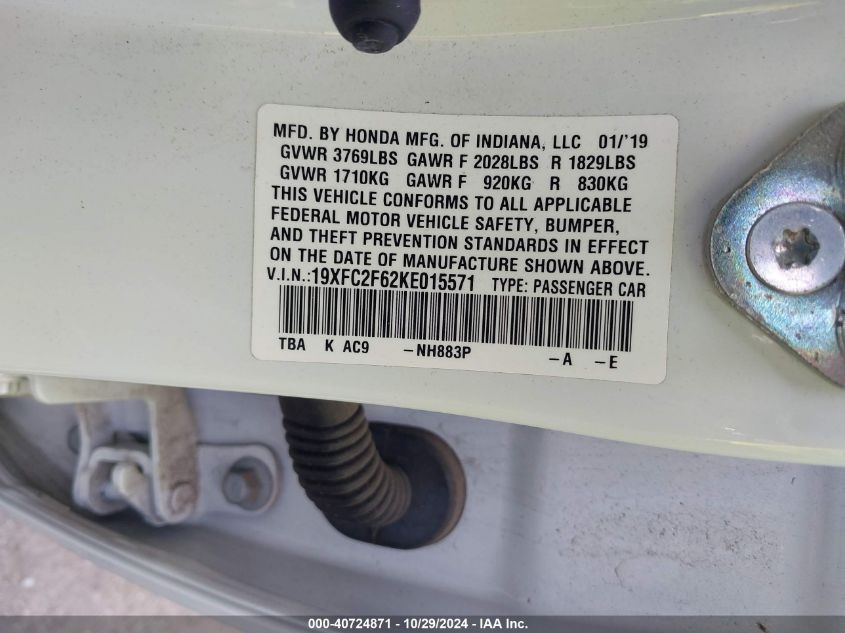 MFD. BY HONDA MFG. OF INDIANA, LLC 01/'19
GVWR 3769LBS GAWR F 2028LBS R 1829LBS
GVWR 1710KG GAWR F 920KG R 830KG
THIS VEHICLE CONFORMS TO ALL APPLICABLE
FEDERAL MOTOR VEHICLE SAFETY, BUMPER,
AND THEFT PREVENTION STANDARDS IN EFFECT
ON THE DATE OF MANUFACTURE SHOWN ABOVE.
V.I.N.:19XFC2F62KE015571 TYPE: PASSENGER CAR
TBA K AC9 -NH883P -A -E
000-40724871 - 10/29/2024 - IAA Inc.